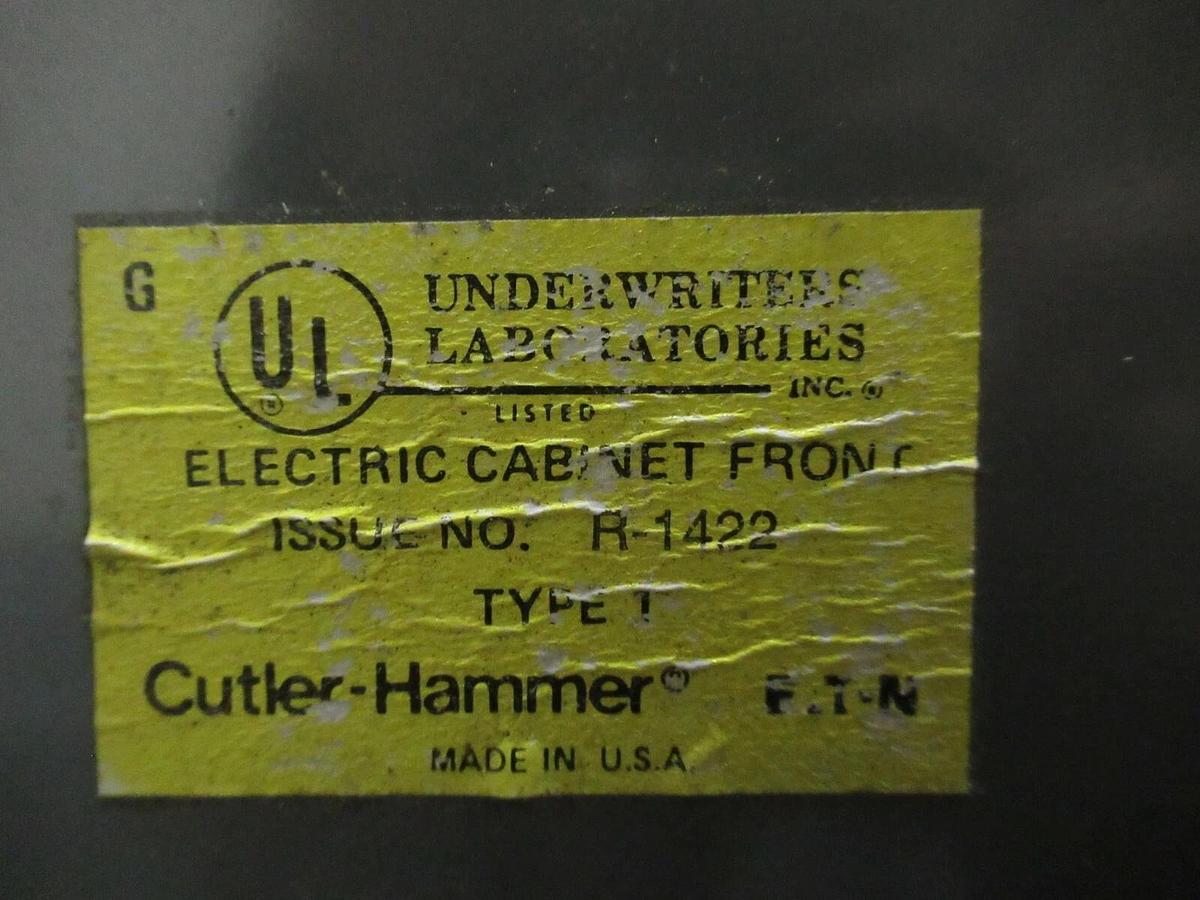 G
UL
UNDERWRITERS
LABORATORIES
INC.®
LISTED
ELECTRIC CABINET FRONT
ISSUE NO. R-1422
TYPE 1
Cutler-Hammer® E.T-N
MADE IN U.S.A.